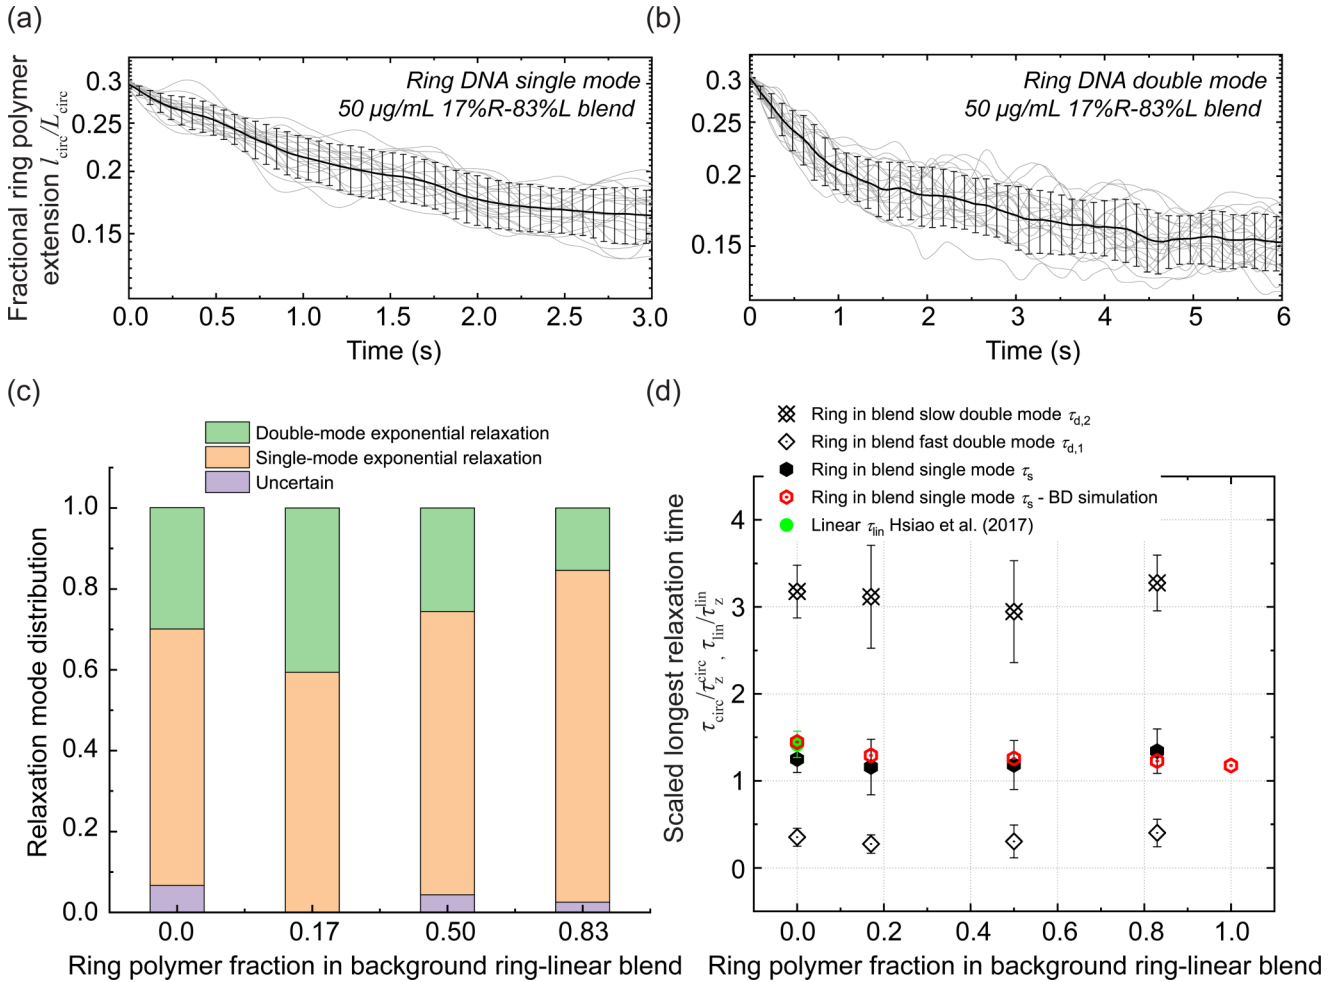 (a)
Fractional ring polymer
extension l_circ/L_circ
0.3
0.25
0.2
0.15
Ring DNA single mode
50 μg/mL 17%R-83%L blend
0.0 0.5 1.0 1.5 2.0 2.5 3.0
Time (s)
(b)
0.3
0.25
0.2
0.15
Ring DNA double mode
50 μg/mL 17%R-83%L blend
0 1 2 3 4 5 6
Time (s)
(c)
Double-mode exponential relaxation
Single-mode exponential relaxation
Uncertain
Relaxation mode distribution
1.0
0.8
0.6
0.4
0.2
0.0
0.0 0.17 0.50 0.83
Ring polymer fraction in background ring-linear blend
(d)
Ring in blend slow double mode τ_d,2
Ring in blend fast double mode τ_d,1
Ring in blend single mode τ_s
Ring in blend single mode τ_s - BD simulation
Linear τ_lin Hsiao et al. (2017)
Scaled longest relaxation time
τ_circ/τ_z^circ, τ_lin/τ_z^lin
4
3
2
1
0
0.0 0.2 0.4 0.6 0.8 1.0
Ring polymer fraction in background ring-linear blend